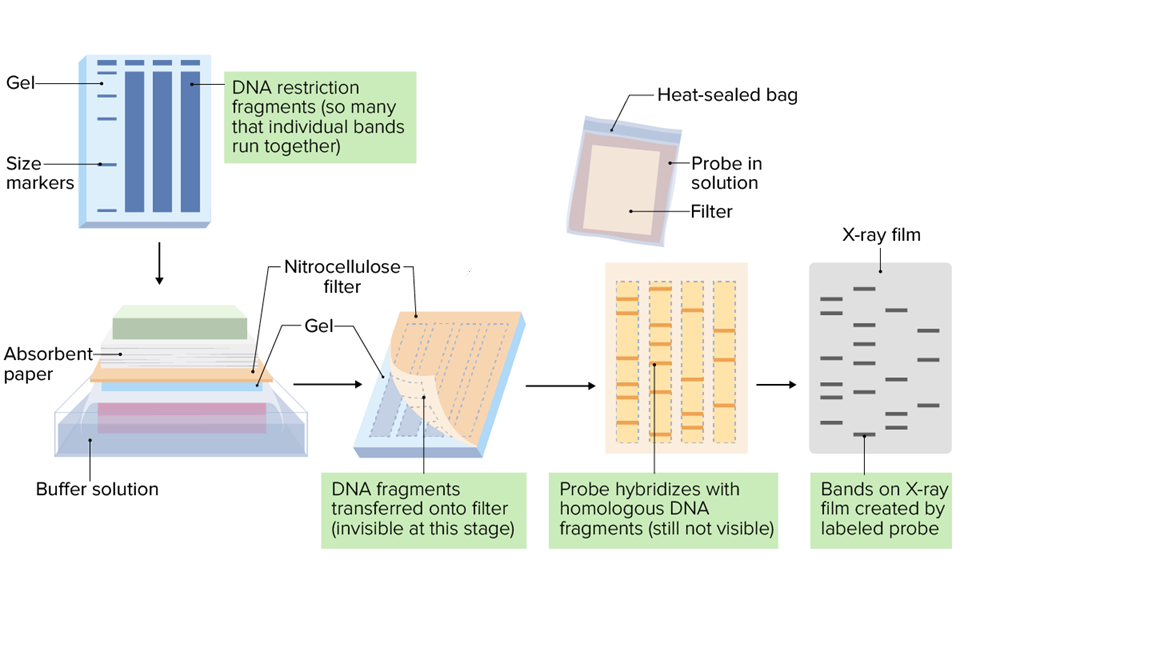 Gel
DNA restriction
fragments (so many
that individual bands
run together)
Size
markers
Heat-sealed bag
Probe in
solution
Filter
X-ray film
Nitrocellulose
filter
Gel
Absorbent
paper
Buffer solution
DNA fragments
transferred onto filter
(invisible at this stage)
Probe hybridizes with
homologous DNA
fragments (still not visible)
Bands on X-ray
film created by
labeled probe